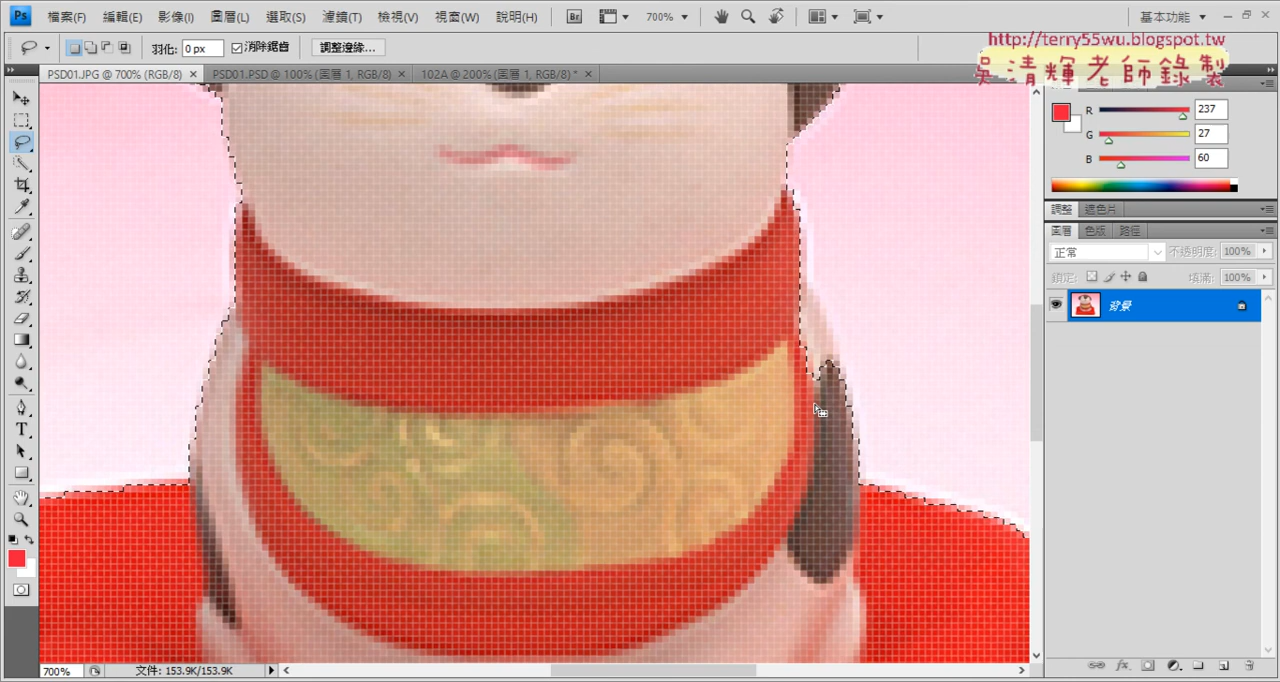 Ps 檔案(F) 編輯(E) 影像(I) 圖層(L) 選取(S) 濾鏡(T) 檢視(V) 視窗(W) 說明(H) Br 700% 基本功能
http://terry55wu.blogspot.tw
吳清輝老師錄製
羽化: 0 px 消除鋸齒 調整邊緣...
PSD01.JPG @ 700% (RGB/8) PSD01.PSD @ 100% (圖層 1, RGB/8) 102A @ 200% (圖層 1, RGB/8) *
R 237
G 27
B 60
調整 遮色片
圖層 色版 路徑
正常 不透明度: 100%
鎖定: 填滿: 100%
背景
T
700% 文件: 153.9K/153.9K